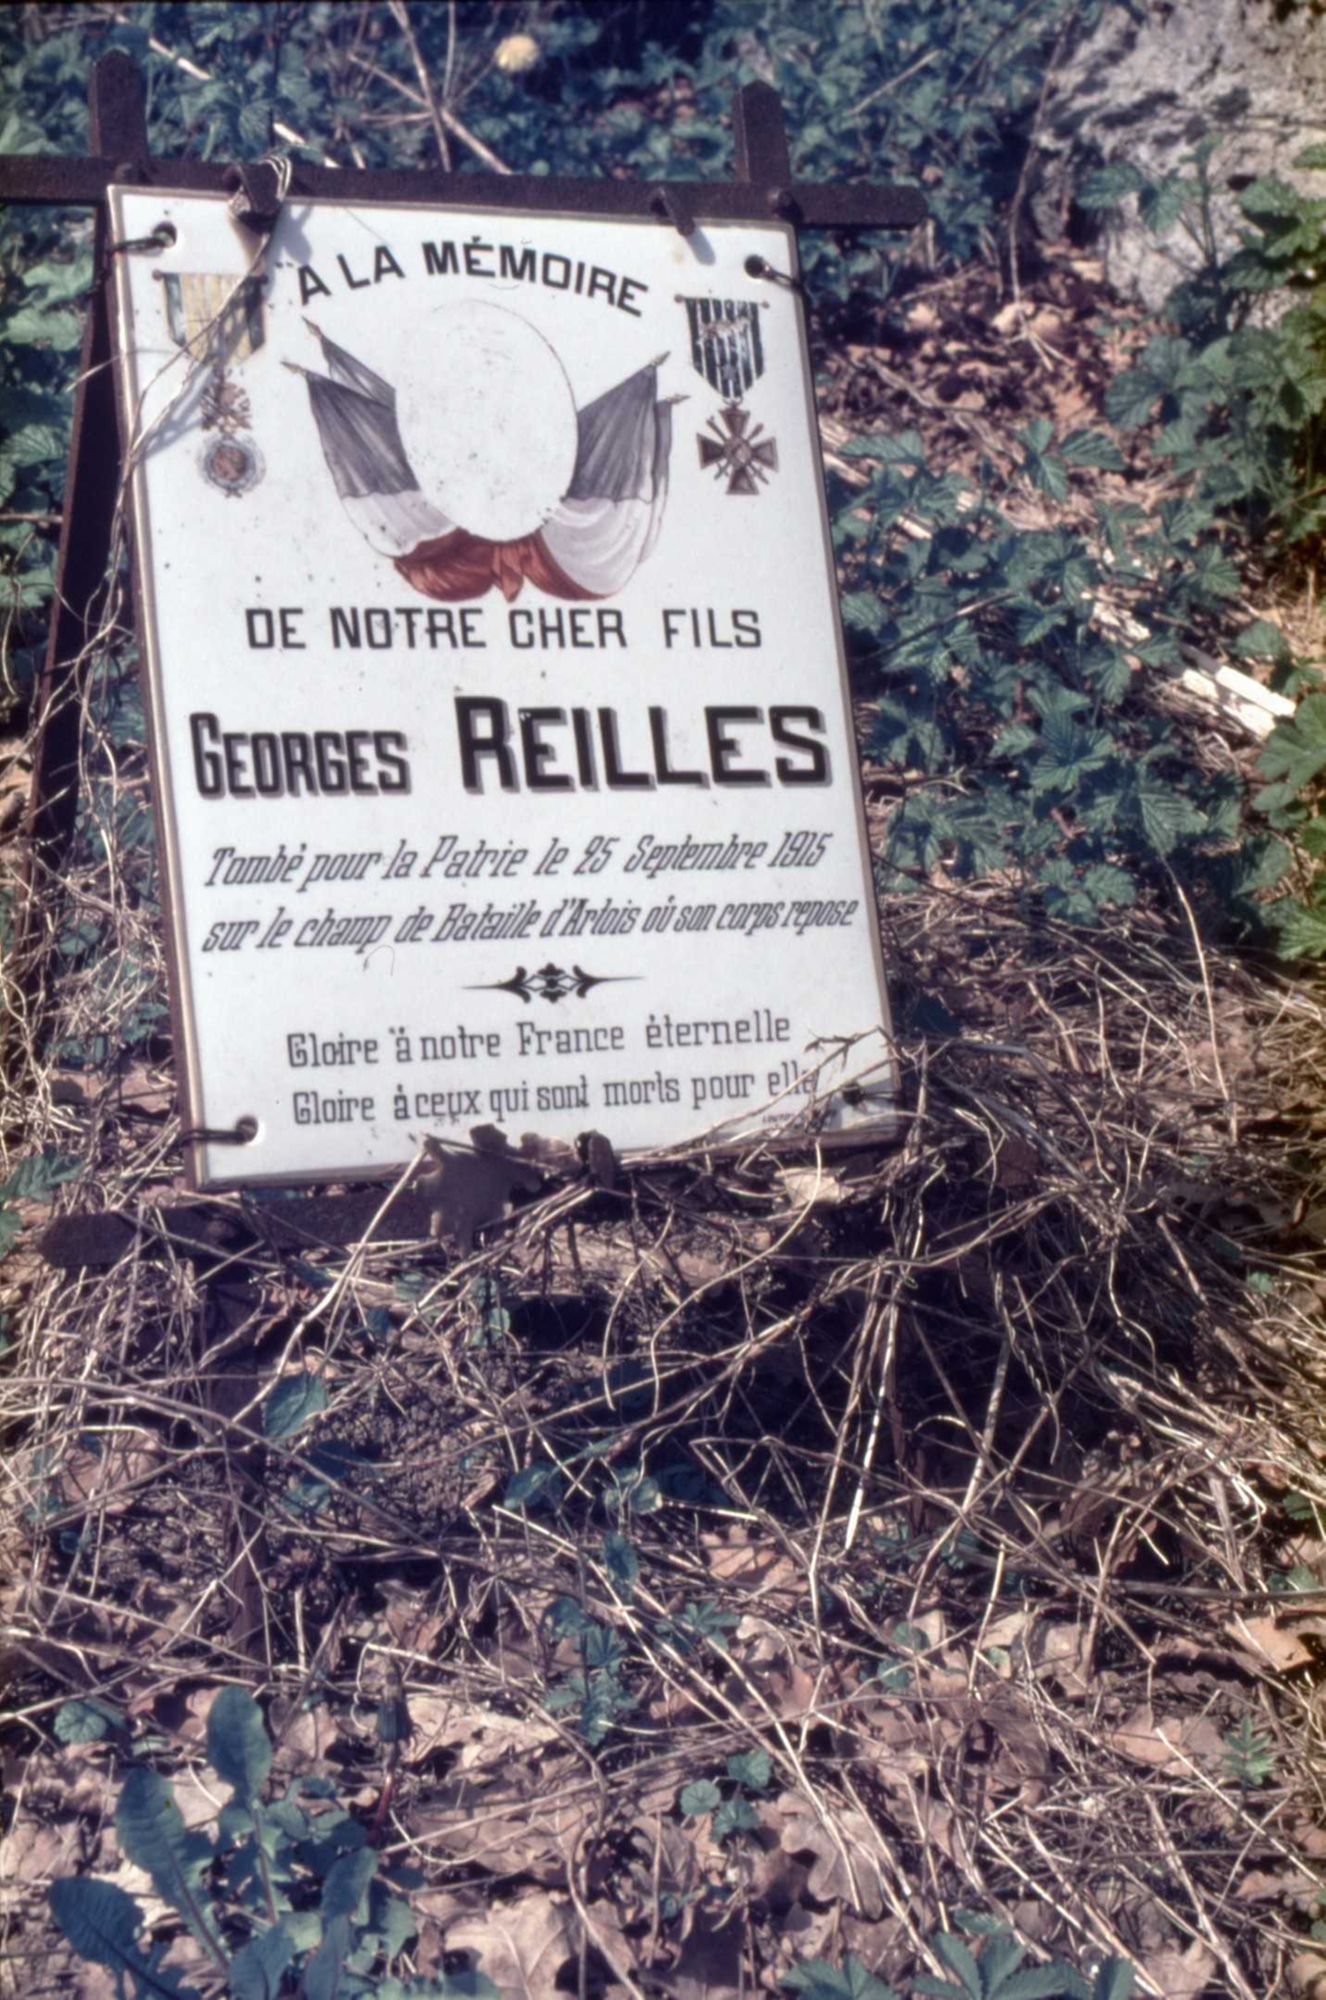 A LA MÉMOIRE
DE NOTRE CHER FILS
GEORGES REILLES
Tombé pour la Patrie le 25 Septembre 1915
sur le champ de Bataille d'Artois où son corps repose
Gloire à notre France éternelle
Gloire à ceux qui sont morts pour elle